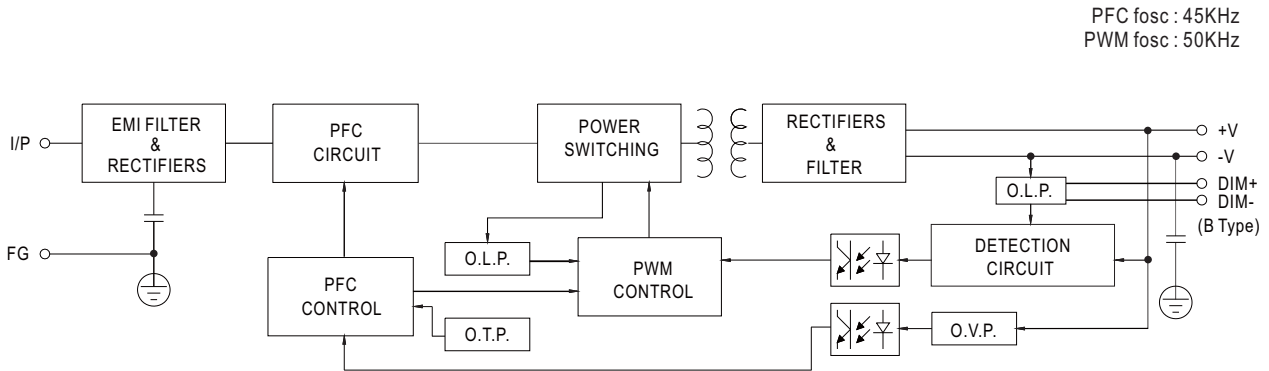 PFC fosc : 45KHz
PWM fosc : 50KHz
I/P
EMI FILTER
&
RECTIFIERS
PFC
CIRCUIT
POWER
SWITCHING
RECTIFIERS
&
FILTER
+V
-V
O.L.P.
DIM+
DIM-
(B Type)
FG
O.L.P.
PFC
CONTROL
PWM
CONTROL
DETECTION
CIRCUIT
O.T.P.
O.V.P.